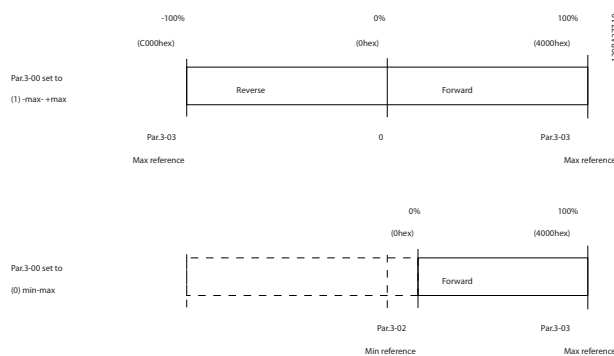 -100% 0% 100%
(C000hex) (0hex) (4000hex)
Par.3-00 set to
(1) -max- +max
Reverse Forward
Par.3-03 0 Par.3-03
Max reference Max reference
0% 100%
(0hex) (4000hex)
Par.3-00 set to
(0) min-max
Forward
Par.3-02 Par.3-03
Min reference Max reference